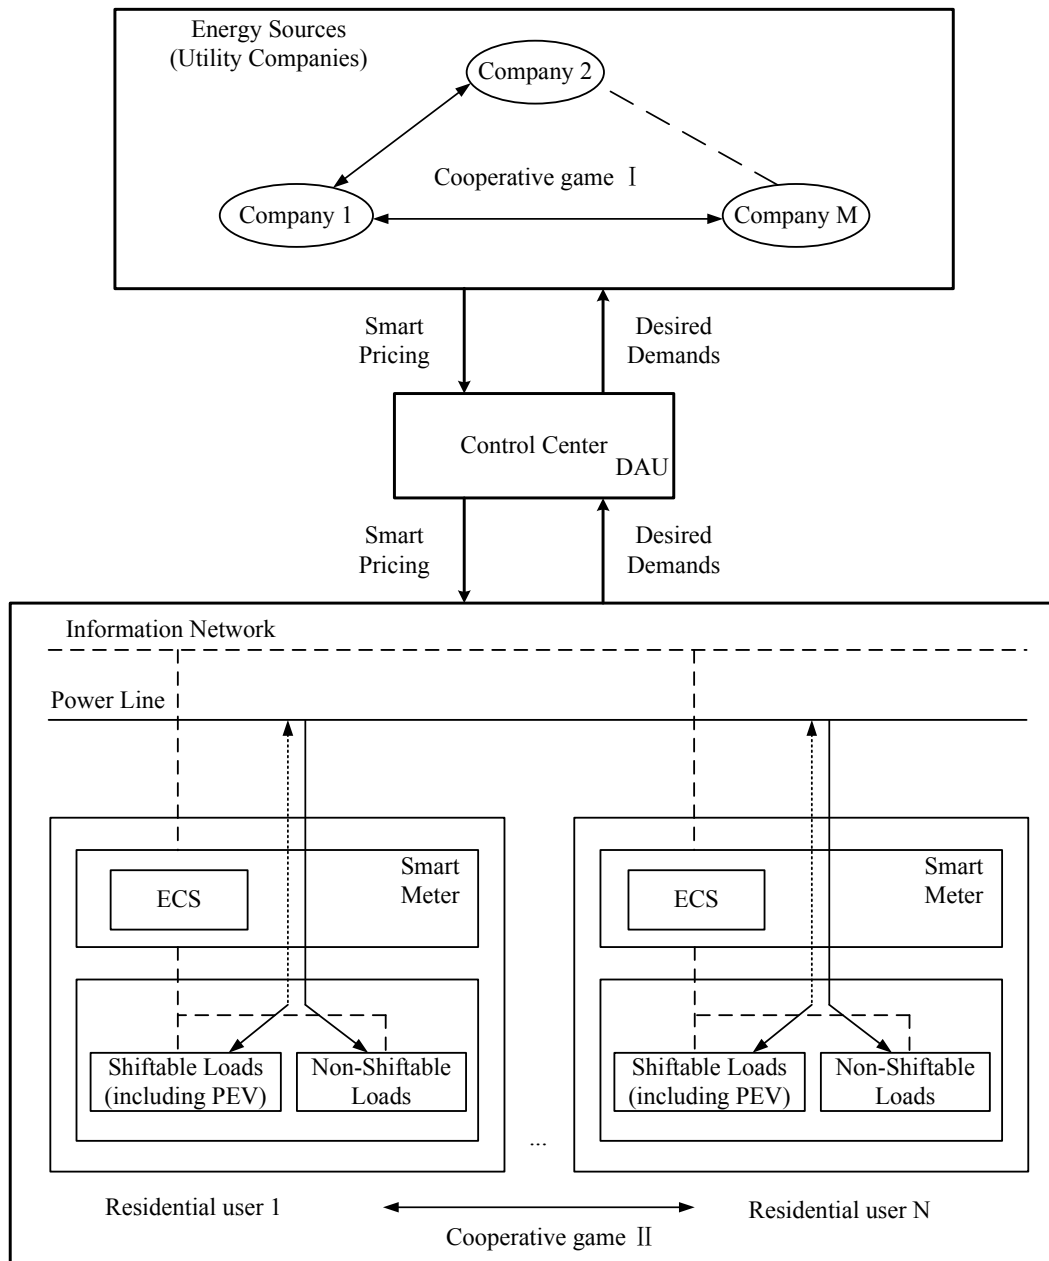 Energy Sources
(Utility Companies)
Company 2
Cooperative game Ⅰ
Company 1
Company M
Smart
Pricing
Desired
Demands
Control Center
DAU
Smart
Pricing
Desired
Demands
Information Network
Power Line
Smart
Meter
ECS
Shiftable Loads
(including PEV)
Non-Shiftable
Loads
Smart
Meter
ECS
Shiftable Loads
(including PEV)
Non-Shiftable
Loads
...
Residential user 1
Residential user N
Cooperative game Ⅱ